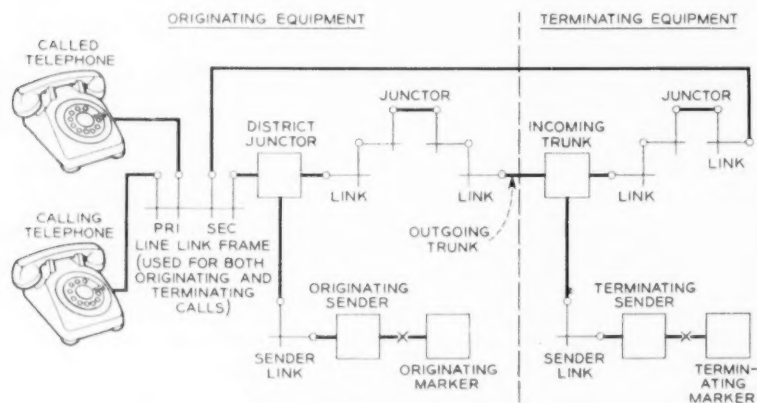 ORIGINATING EQUIPMENT
TERMINATING EQUIPMENT
CALLED
TELEPHONE
CALLING
TELEPHONE
PRI
SEC
LINE LINK FRAME
(USED FOR BOTH
ORIGINATING AND
TERMINATING
CALLS)
DISTRICT
JUNCTOR
LINK
JUNCTOR
LINK
OUTGOING
TRUNK
INCOMING
TRUNK
LINK
JUNCTOR
LINK
SENDER
LINK
ORIGINATING
SENDER
ORIGINATING
MARKER
SENDER
LINK
TERMINATING
SENDER
TERMIN-
ATING
MARKER